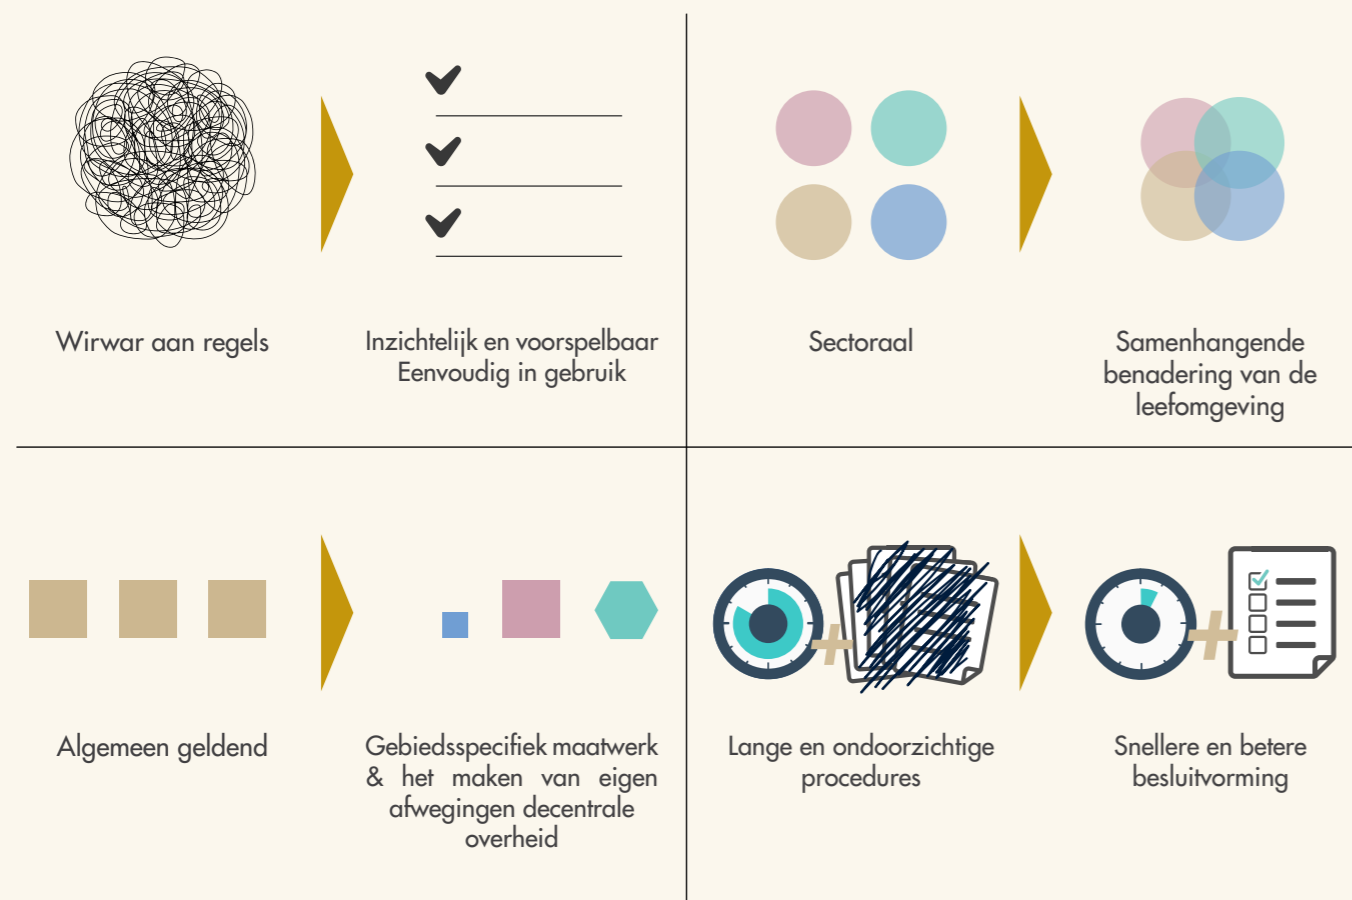 Wirwar aan regels
Inzichtelijk en voorspelbaar
Eenvoudig in gebruik
Sectoraal
Samenhangende
benadering van de
leefomgeving
Algemeen geldend
Gebiedsspecifiek maatwerk
& het maken van eigen
afwegingen decentrale
overheid
Lange en ondoorzichtige
procedures
Snellere en betere
besluitvorming